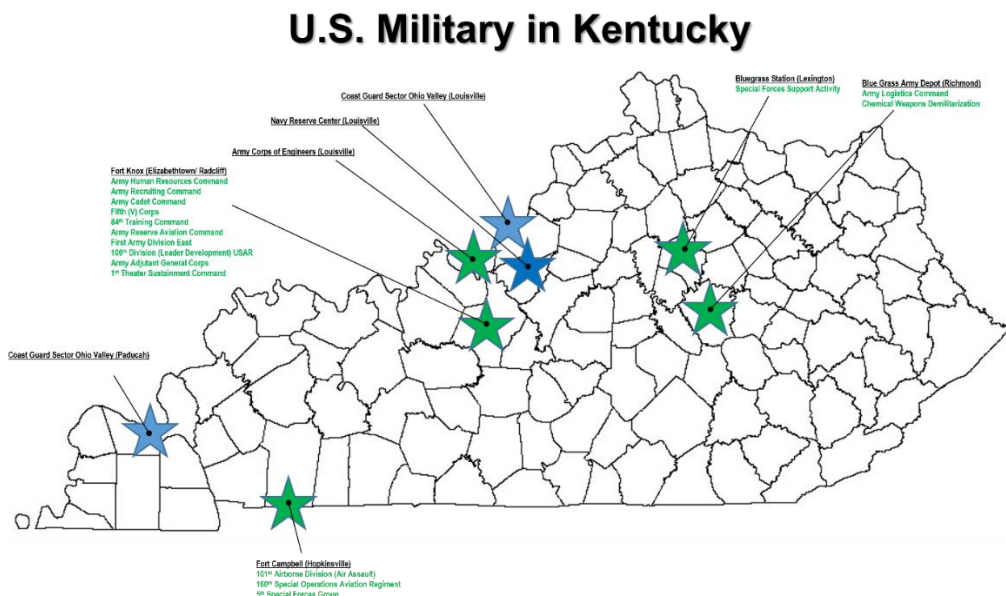 U.S. Military in Kentucky
Coast Guard Sector Ohio Valley (Louisville)
Navy Reserve Center (Louisville)
Army Corps of Engineers (Louisville)
Fort Knox (Elizabethtown/ Radcliff)
Army Human Resources Command
Army Recruiting Command
Army Cadet Command
Fifth (V) Corps
84th Training Command
Army Reserve Aviation Command
First Army Division East
100th Division (Leader Development) USAR
Army Adjutant General Corps
1st Theater Sustainment Command
Bluegrass Station (Lexington)
Special Forces Support Activity
Blue Grass Army Depot (Richmond)
Army Logistics Command
Chemical Weapons Demilitarization
Coast Guard Sector Ohio Valley (Paducah)
Fort Campbell (Hopkinsville)
101st Airborne Division (Air Assault)
160th Special Operations Aviation Regiment
5th Special Forces Group